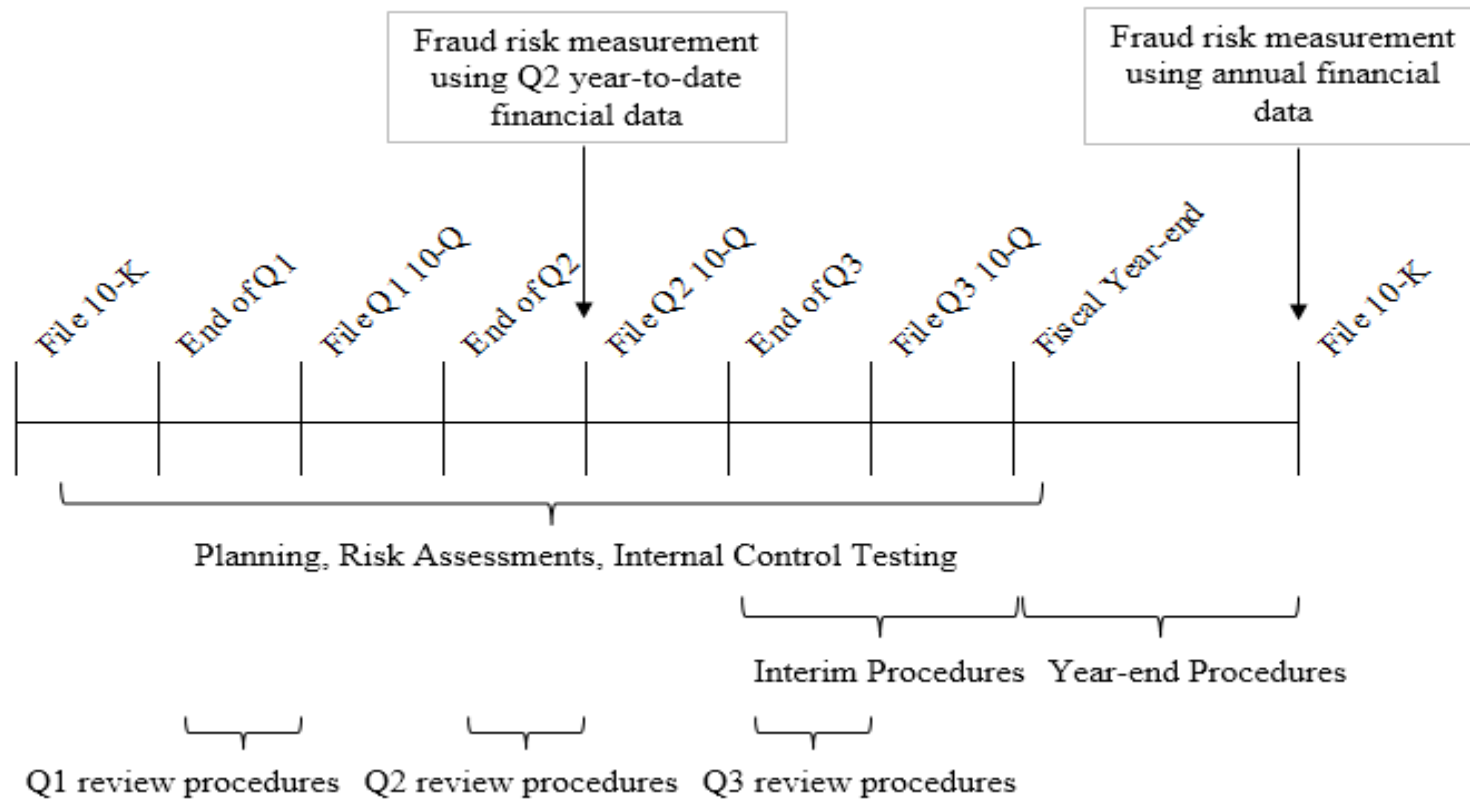 Fraud risk measurement
using Q2 year-to-date
financial data
Fraud risk measurement
using annual financial
data
File 10-K
End of Q1
File Q1 10-Q
End of Q2
File Q2 10-Q
End of Q3
File Q3 10-Q
Fiscal Year-end
File 10-K
Planning, Risk Assessments, Internal Control Testing
Interim Procedures
Year-end Procedures
Q1 review procedures
Q2 review procedures
Q3 review procedures